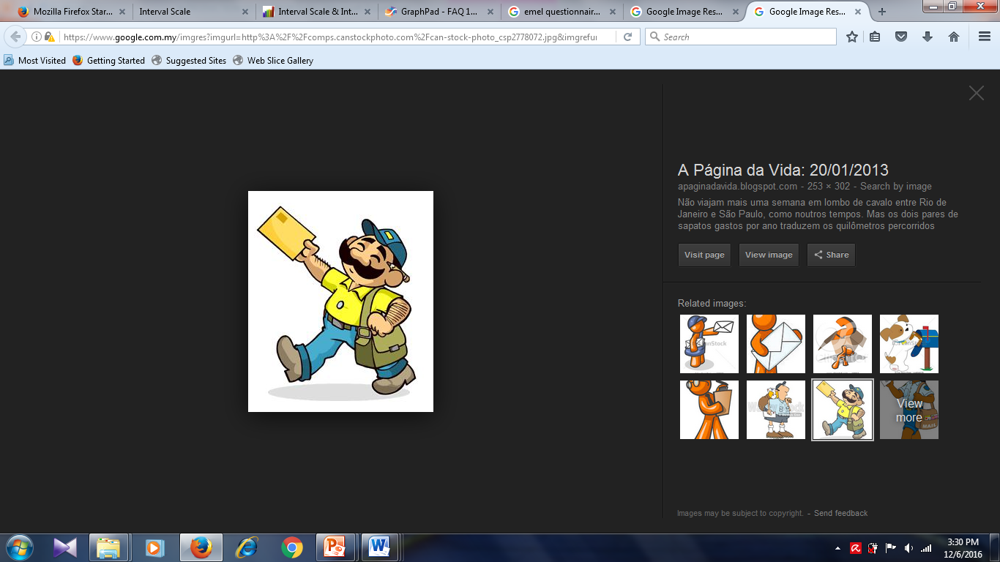 Mozilla Firefox Star...
Interval Scale
Interval Scale & Int...
GraphPad - FAQ 1...
emel questionnair...
Google Image Res...
Google Image Res...
https://www.google.com.my/imgres?imgurl=http%3A%2F%2Fcomps.canstockphoto.com%2Fcan-stock-photo_csp2778072.jpg&imgrefur
Search
Most Visited
Getting Started
Suggested Sites
Web Slice Gallery
A Página da Vida: 20/01/2013
apaginadavida.blogspot.com - 253 × 302 - Search by image
Não viajam mais uma semana em lombo de cavalo entre Rio de
Janeiro e São Paulo, como noutros tempos. Mas os dois pares de
sapatos gastos por ano traduzem os quilômetros percorridos
Visit page
View image
Share
Related images:
View
more
MAIL
Images may be subject to copyright. - Send feedback
3:30 PM
12/6/2016